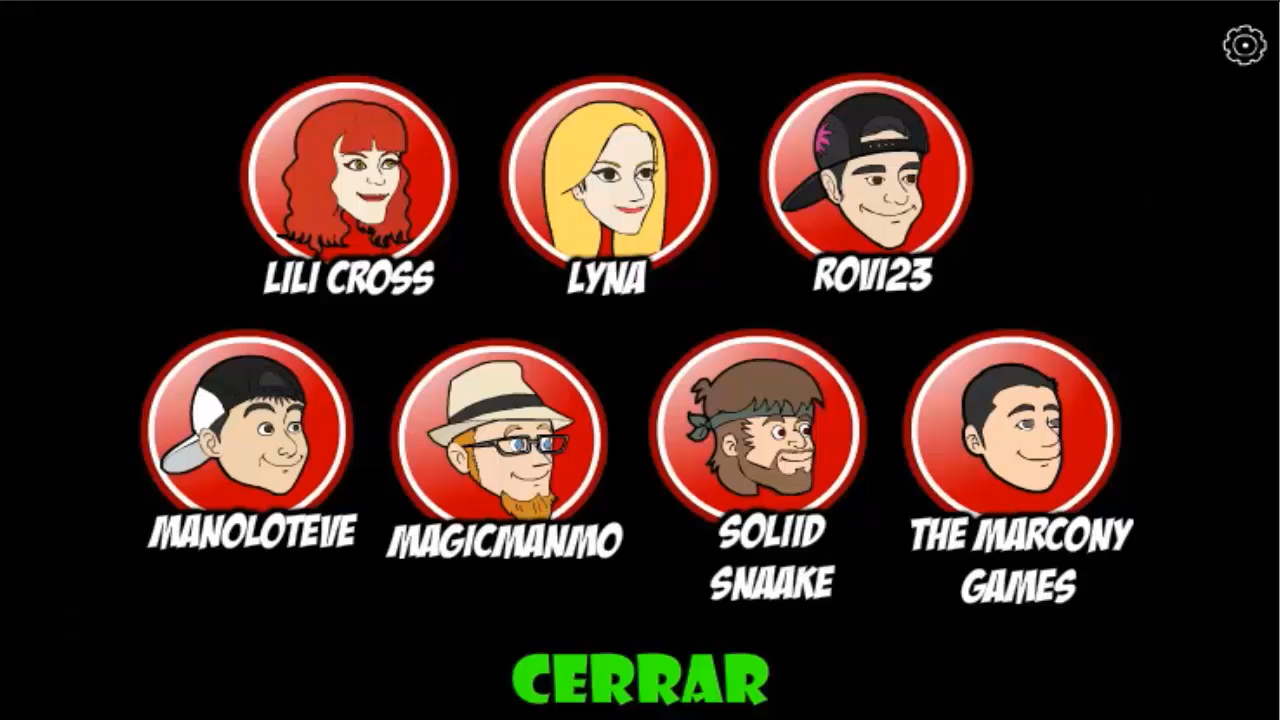 LILI CROSS
LYNA
ROVI23
MANOLOTEVE
MAGICMANMO
SOLIID
SNAAKE
THE MARCONY
GAMES
CERRAR